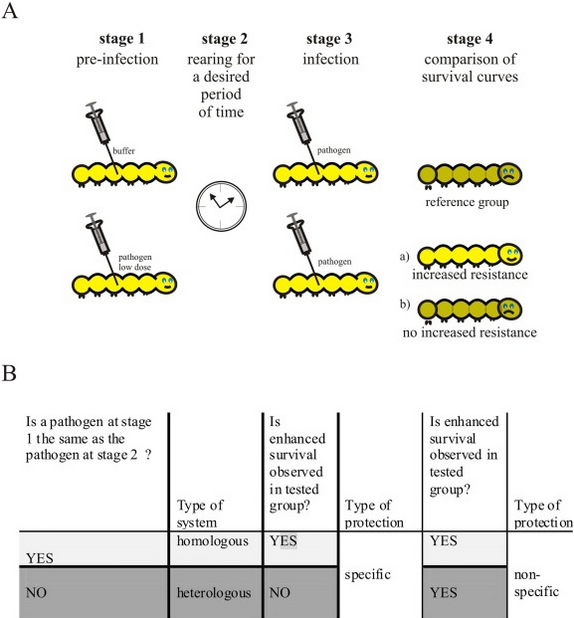 A
stage 1
pre-infection
stage 2
rearing for
a desired
period
of time
stage 3
infection
stage 4
comparison of
survival curves
buffer
pathogen
reference group
pathogen
low dose
pathogen
a)
increased resistance
b)
no increased resistance
B
Is a pathogen at stage
1 the same as the
pathogen at stage 2 ?
Type of
system
Is
enhanced
survival
observed
in tested
group?
Type of
protection
Is enhanced
survival
observed in
tested
group?
Type of
protection
YES
homologous
YES
specific
YES
non-
specific
NO
heterologous
NO
YES